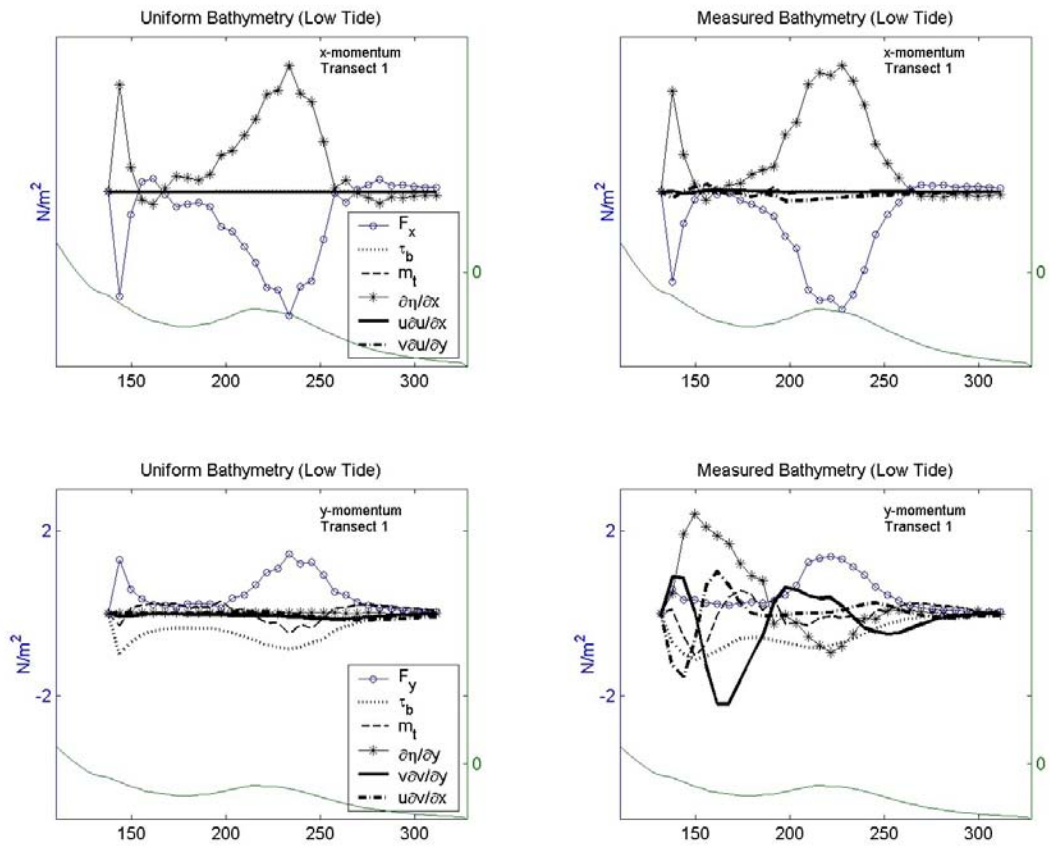 Uniform Bathymetry (Low Tide)
x-momentum
Transect 1
N/m²
0
F_x
τ_b
m_t
∂η/∂x
u∂u/∂x
v∂u/∂y
150 200 250 300
Measured Bathymetry (Low Tide)
x-momentum
Transect 1
N/m²
0
150 200 250 300
Uniform Bathymetry (Low Tide)
y-momentum
Transect 1
2
N/m²
-2
0
F_y
τ_b
m_t
∂η/∂y
v∂v/∂y
u∂v/∂x
150 200 250 300
Measured Bathymetry (Low Tide)
y-momentum
Transect 1
2
N/m²
-2
0
150 200 250 300